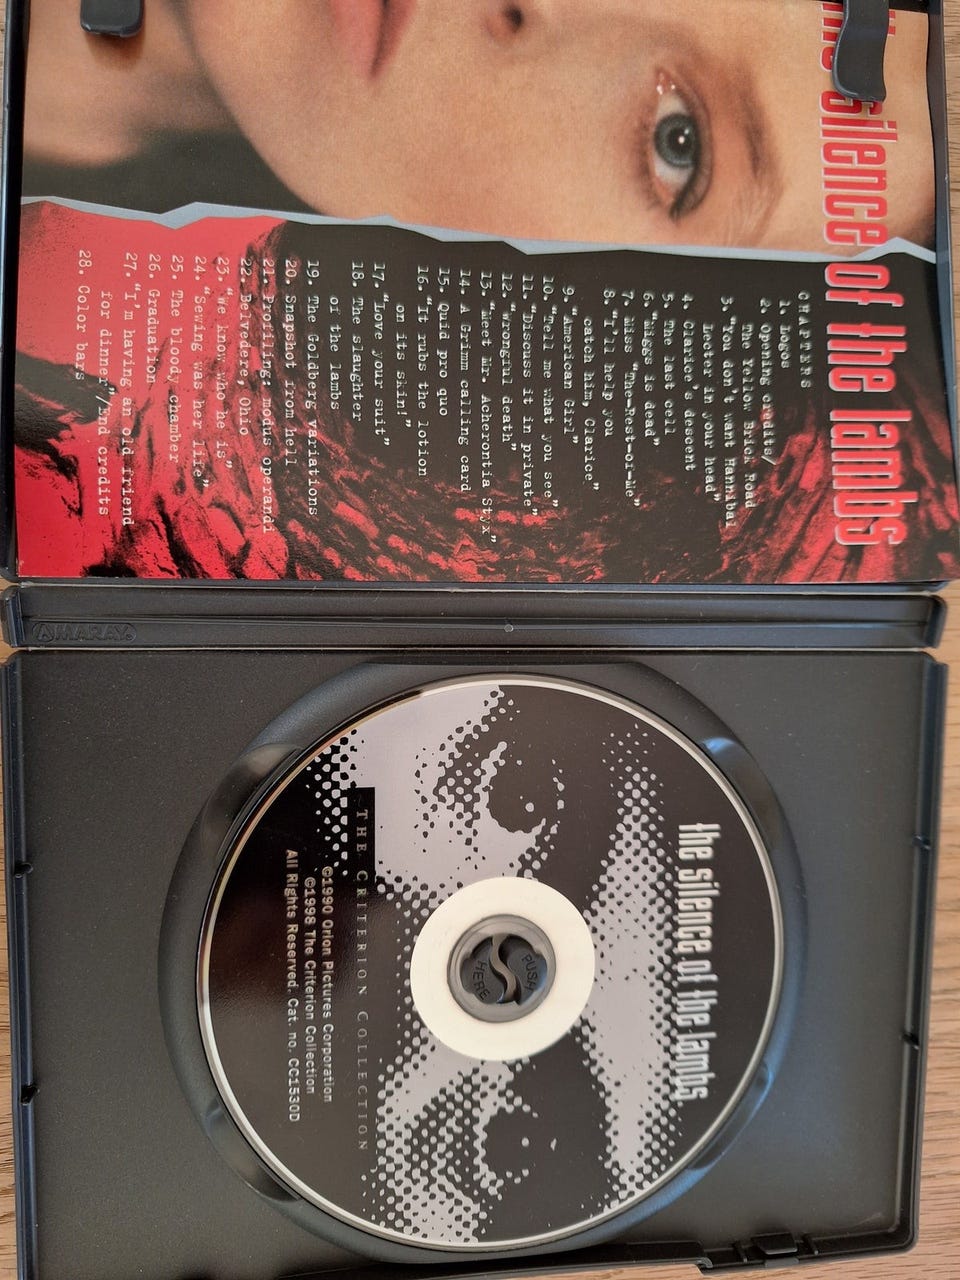 the silence of the lambs
CHAPTERS
1. Logos
2. Opening credits/
The Yellow Brick Road
3. "You don't want Hannibal
Lecter in your head"
4. Clarice's descent
5. The last cell
6. "Miggs is dead"
7. Miss "The-Rest-of-Me"
8. "I'll help you
catch him, Clarice"
9. "American Girl"
10. "Tell me what you see"
11. "Discuss it in private"
12. "Wrongful death"
13. "Meet Mr. Acherontia Styx"
14. A Grimm calling card
15. Quid pro quo
16. "It rubs the lotion
on its skin!"
17. "Love your suit"
18. The slaughter
of the lambs
19. The Goldberg variations
20. Snapshot from hell
21. Profiling: modus operandi
22. Belvedere, Ohio
23. "We know who he is"
24. "Sewing was her life"
25. The bloody chamber
26. Graduation
27. "I'm having an old friend
for dinner"/End credits
28. Color bars
AMARAY
the silence of the lambs
PUSH
HERE
THE CRITERION COLLECTION
©1990 Orion Pictures Corporation
©1998 The Criterion Collection
All Rights Reserved. Cat. no. CC1530D